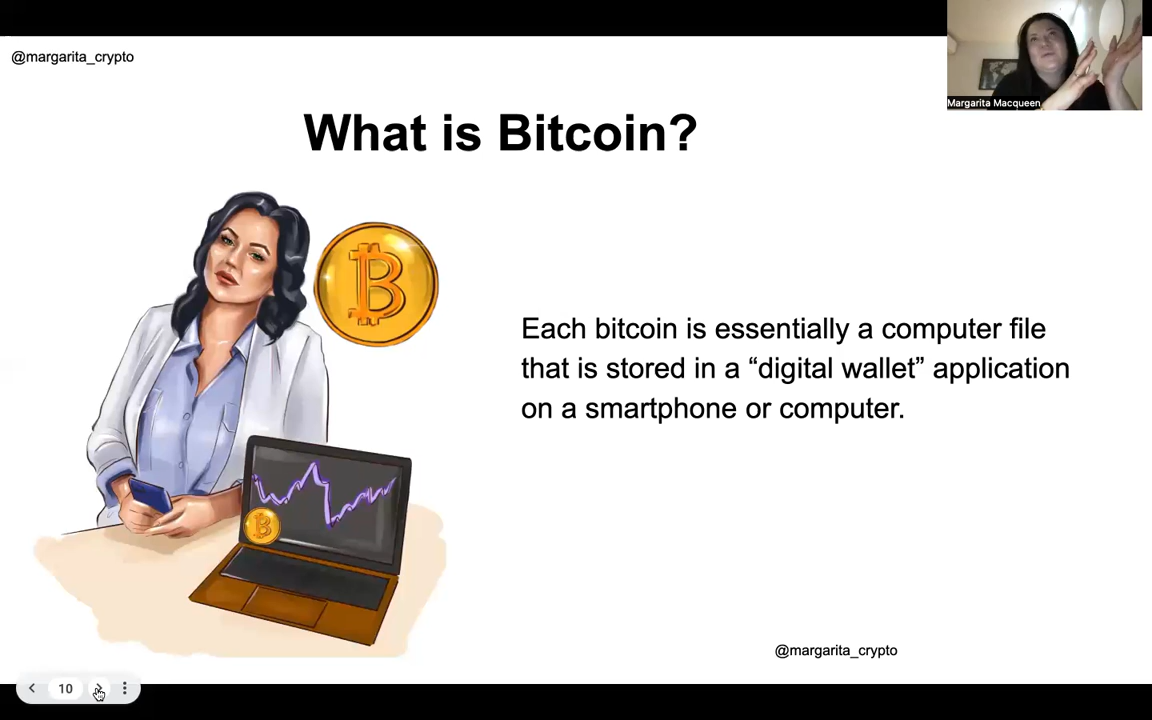 @margarita_crypto
Margarita Macqueen
What is Bitcoin?
Each bitcoin is essentially a computer file
that is stored in a “digital wallet” application
on a smartphone or computer.
@margarita_crypto
10